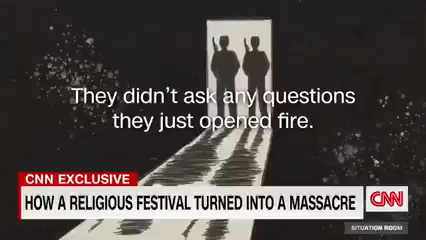 They didn't ask any questions
they just opened fire.
CNN EXCLUSIVE
HOW A RELIGIOUS FESTIVAL TURNED INTO A MASSACRE
CNN
SITUATION ROOM